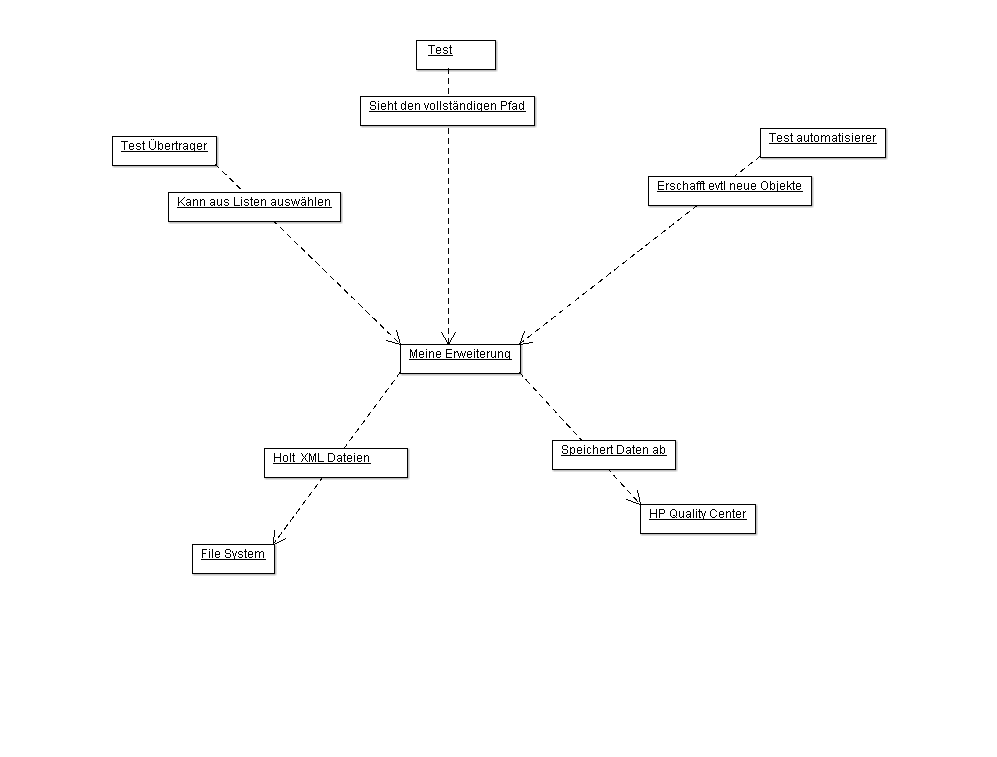 Test
Sieht den vollständigen Pfad
Test automatisierer
Test Übertrager
Erschafft evtl neue Objekte
Kann aus Listen auswählen
Meine Erweiterung
Speichert Daten ab
Holt XML Dateien
HP Quality Center
File System